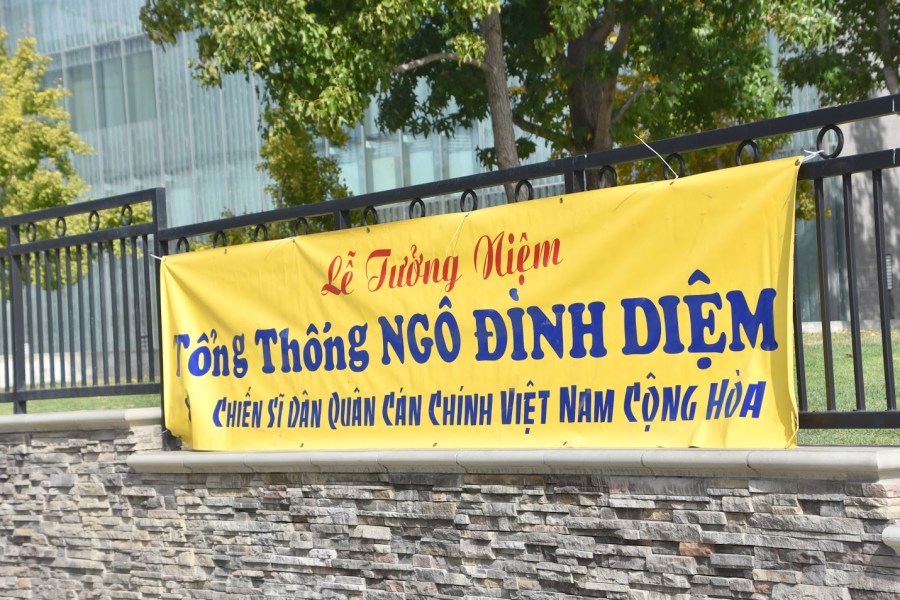 Lễ Tưởng Niệm
Tổng Thống NGÔ ĐÌNH DIỆM
CHIẾN SĨ DÂN QUÂN CÁN CHÍNH VIỆT NAM CỘNG HÒA